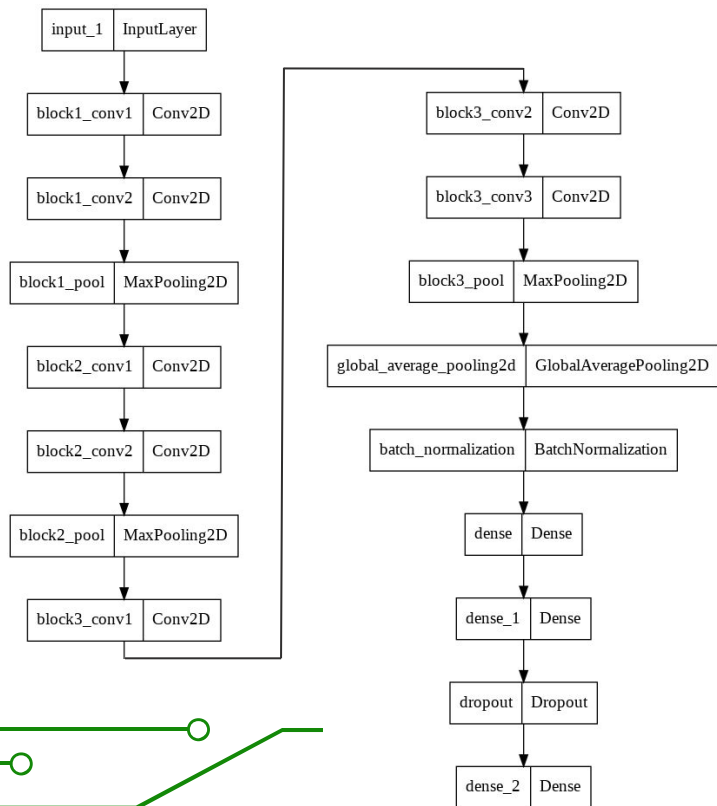 input_1 InputLayer
block1_conv1 Conv2D
block1_conv2 Conv2D
block1_pool MaxPooling2D
block2_conv1 Conv2D
block2_conv2 Conv2D
block2_pool MaxPooling2D
block3_conv1 Conv2D
block3_conv2 Conv2D
block3_conv3 Conv2D
block3_pool MaxPooling2D
global_average_pooling2d GlobalAveragePooling2D
batch_normalization BatchNormalization
dense Dense
dense_1 Dense
dropout Dropout
dense_2 Dense